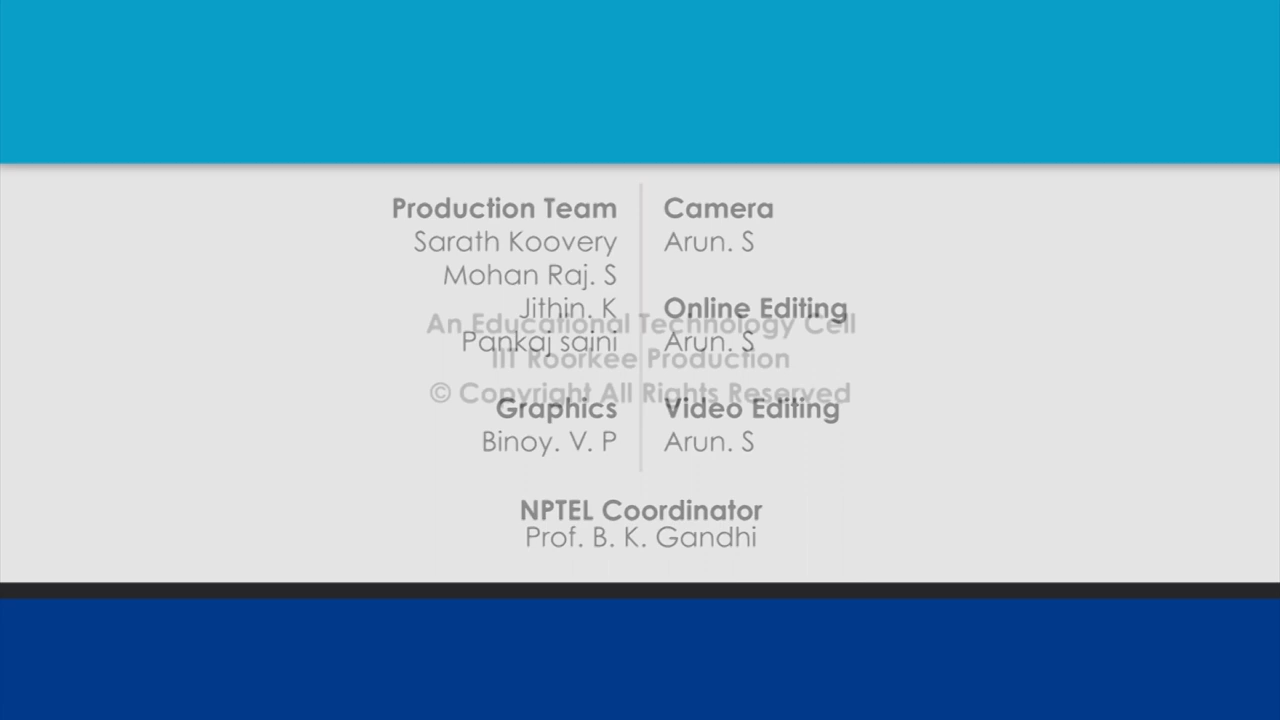 Production Team
Sarath Koovery
Mohan Raj. S
Jithin. K
Pankaj saini
Graphics
Binoy. V. P
Camera
Arun. S
Online Editing
Arun. S
Video Editing
Arun. S
An Educational Technology Cell
IIT Roorkee Production
© Copyright All Rights Reserved
NPTEL Coordinator
Prof. B. K. Gandhi